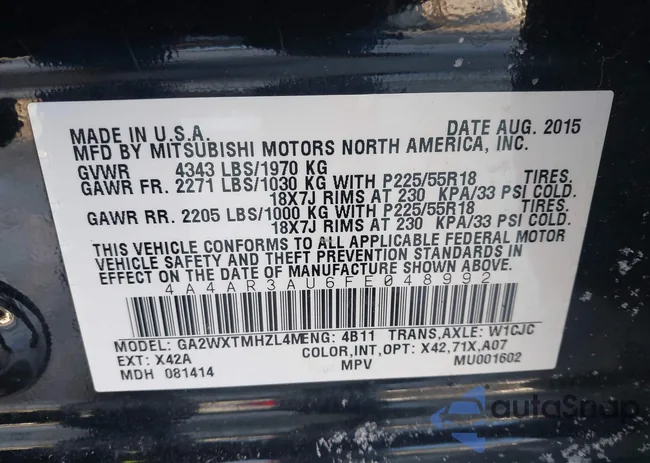 MADE IN U.S.A. DATE AUG. 2015
MFD BY MITSUBISHI MOTORS NORTH AMERICA, INC.
GVWR 4343 LBS/1970 KG
GAWR FR. 2271 LBS/1030 KG WITH P225/55R18 TIRES.
18X7J RIMS AT 230 KPA/33 PSI COLD.
GAWR RR. 2205 LBS/1000 KG WITH P225/55R18 TIRES.
18X7J RIMS AT 230 KPA/33 PSI COLD.
THIS VEHICLE CONFORMS TO ALL APPLICABLE FEDERAL MOTOR
VEHICLE SAFETY AND THEFT PREVENTION STANDARDS IN
EFFECT ON THE DATE OF MANUFACTURE SHOWN ABOVE.
4A4AR3AU6FE048992
MODEL: GA2WXTMHZL4M ENG: 4B11 TRANS,AXLE: W1CJC
EXT: X42A COLOR,INT,OPT: X42,71X,A07
MDH 081414 MPV MU001602
autoSnap